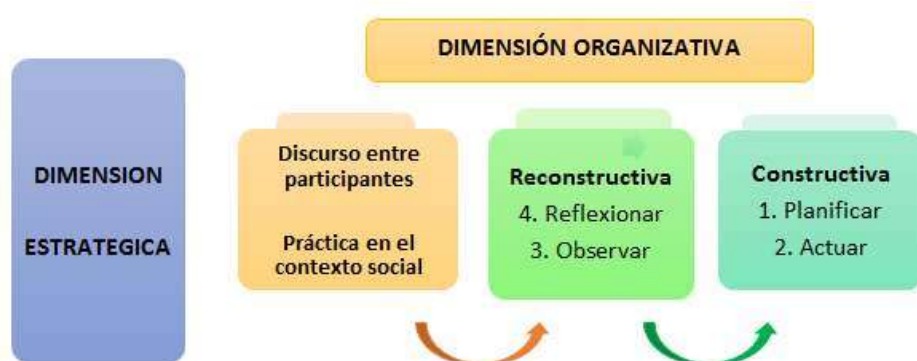 DIMENSIÓN ORGANIZATIVA
DIMENSION
ESTRATEGICA
Discurso entre
participantes
Práctica en el
contexto social
Reconstructiva
4. Reflexionar
3. Observar
Constructiva
1. Planificar
2. Actuar